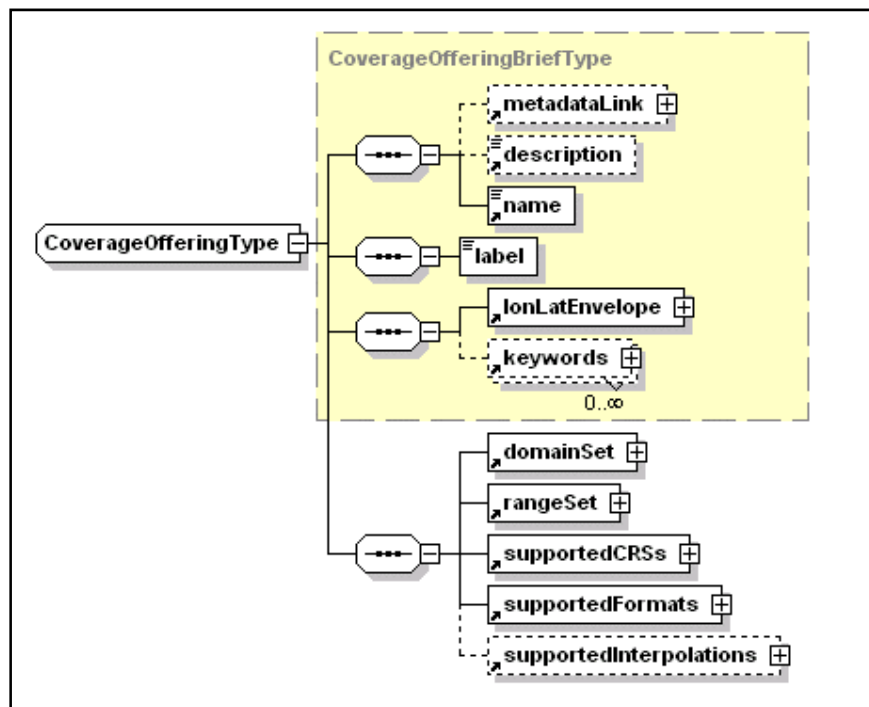 CoverageOfferingBriefType
metadataLink
description
name
CoverageOfferingType
label
lonLatEnvelope
keywords
0..∞
domainSet
rangeSet
supportedCRSs
supportedFormats
supportedInterpolations